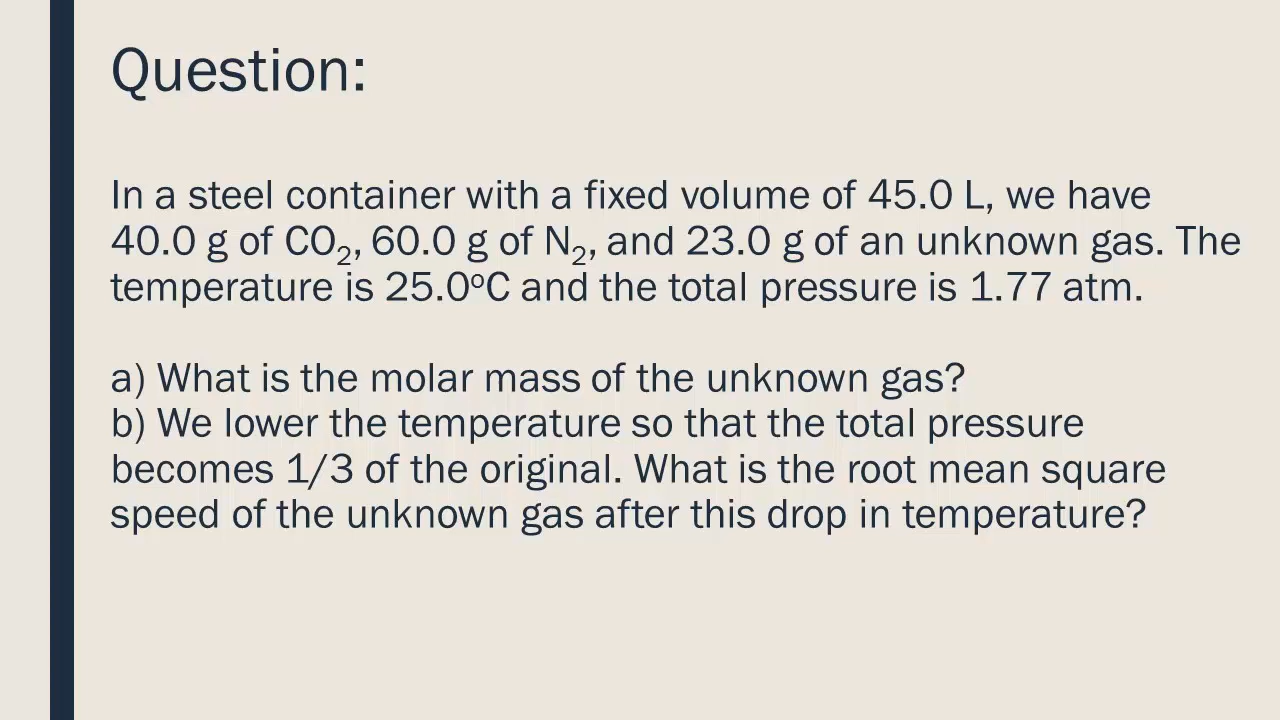 Question:
In a steel container with a fixed volume of 45.0 L, we have
40.0 g of CO₂, 60.0 g of N₂, and 23.0 g of an unknown gas. The
temperature is 25.0ºC and the total pressure is 1.77 atm.
a) What is the molar mass of the unknown gas?
b) We lower the temperature so that the total pressure
becomes 1/3 of the original. What is the root mean square
speed of the unknown gas after this drop in temperature?